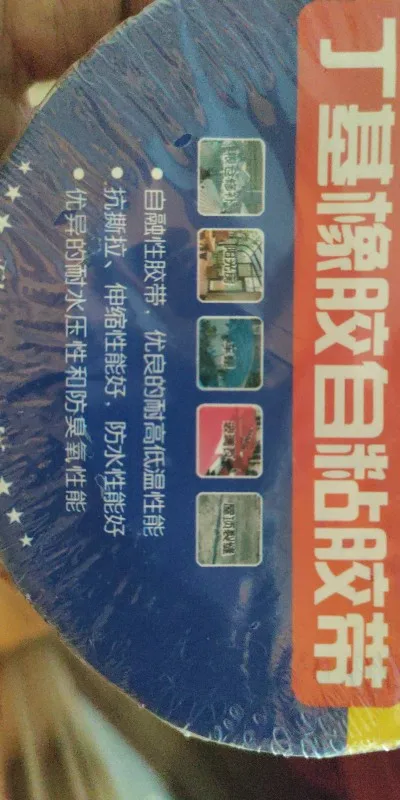 丁基橡胶自粘胶带
• 自融性胶带，优良的耐高低温性能
• 抗撕拉、伸缩性能好，防水性能好
• 优异的耐水压性和防臭氧性能